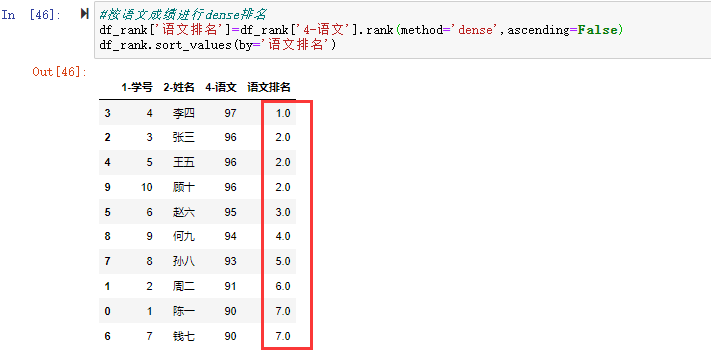 In [46]: #按语文成绩进行dense排名
df_rank['语文排名']=df_rank['4-语文'].rank(method='dense',ascending=False)
df_rank.sort_values(by='语文排名')
Out[46]:
1-学号 2-姓名 4-语文 语文排名
3 4 李四 97 1.0
2 3 张三 96 2.0
4 5 王五 96 2.0
9 10 顾十 96 2.0
5 6 赵六 95 3.0
8 9 何九 94 4.0
7 8 孙八 93 5.0
1 2 周二 91 6.0
0 1 陈一 90 7.0
6 7 钱七 90 7.0